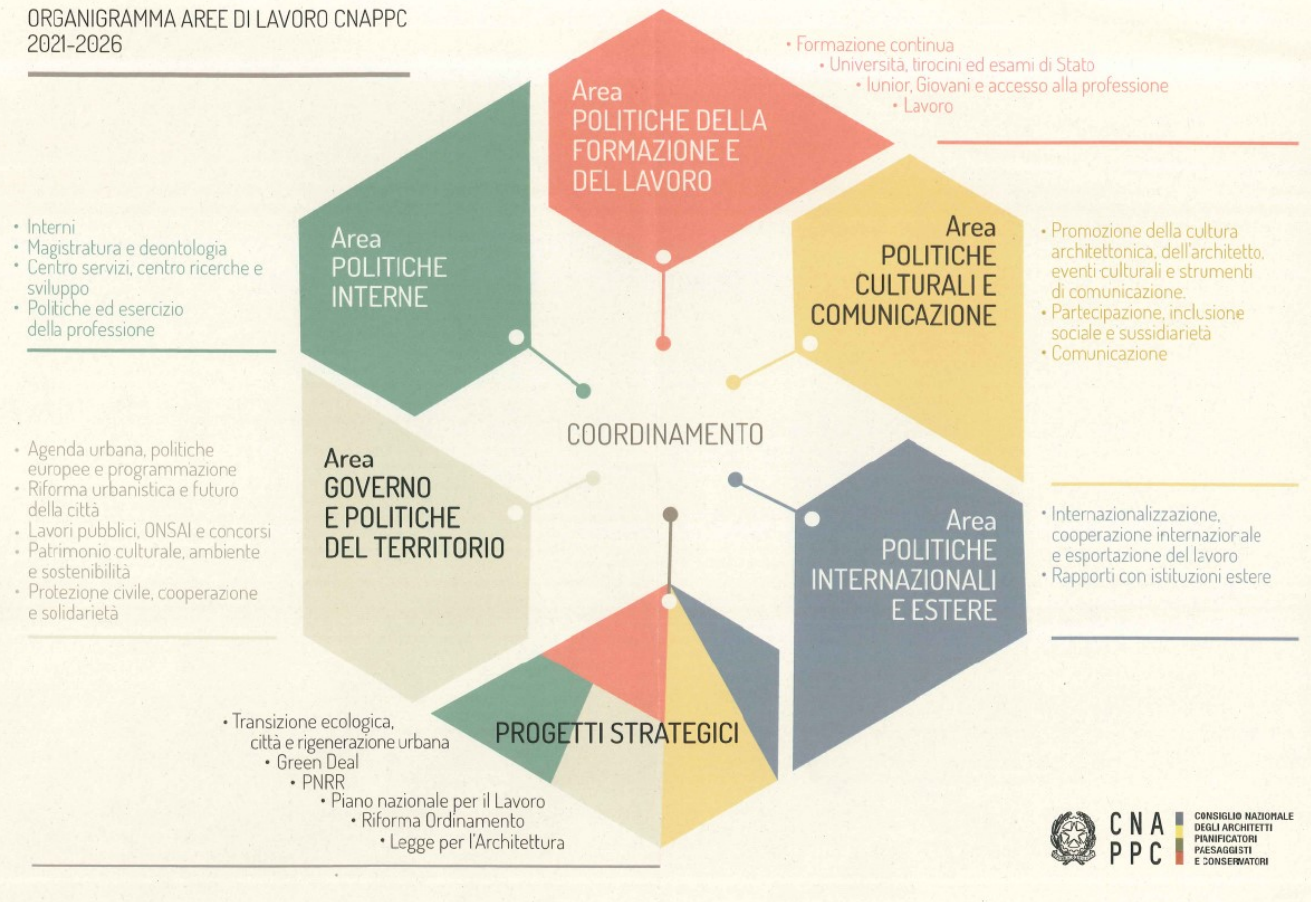 ORGANIGRAMMA AREE DI LAVORO CNAPPC
2021-2026
Area
POLITICHE DELLA
FORMAZIONE E
DEL LAVORO
• Formazione continua
• Università, tirocini ed esami di Stato
• Iunior, Giovani e accesso alla professione
• Lavoro
Area
POLITICHE
INTERNE
• Interni
• Magistratura e deontologia
• Centro servizi, centro ricerche e
sviluppo
• Politiche ed esercizio
della professione
Area
POLITICHE
CULTURALI E
COMUNICAZIONE
• Promozione della cultura
architettonica, dell'architetto,
eventi culturali e strumenti
di comunicazione.
• Partecipazione, inclusione
sociale e sussidiarietà
• Comunicazione
COORDINAMENTO
Area
GOVERNO
E POLITICHE
DEL TERRITORIO
• Agenda urbana, politiche
europee e programmazione
• Riforma urbanistica e futuro
della città
• Lavori pubblici, ONSAI e concorsi
• Patrimonio culturale, ambiente
e sostenibilità
• Protezione civile, cooperazione
e solidarietà
Area
POLITICHE
INTERNAZIONALI
E ESTERE
• Internazionalizzazione,
cooperazione internazionale
e esportazione del lavoro
• Rapporti con istituzioni estere
PROGETTI STRATEGICI
• Transizione ecologica,
città e rigenerazione urbana
• Green Deal
• PNRR
• Piano nazionale per il Lavoro
• Riforma Ordinamento
• Legge per l'Architettura
CNA
PPC
CONSIGLIO NAZIONALE
DEGLI ARCHITETTI
PIANIFICATORI
PAESAGGISTI
E CONSERVATORI